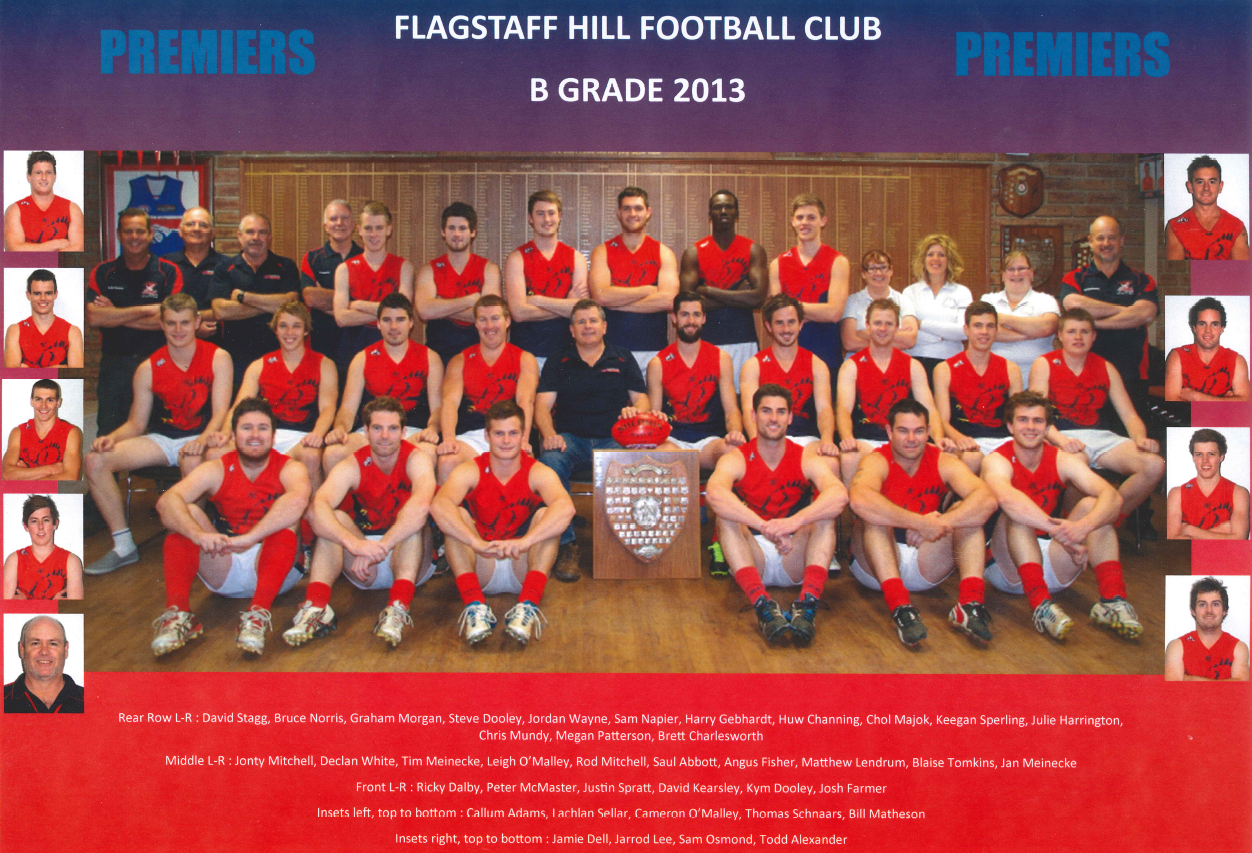 FLAGSTAFF HILL FOOTBALL CLUB
PREMIERS
PREMIERS
B GRADE 2013
Rear Row L-R : David Stagg, Bruce Norris, Graham Morgan, Steve Dooley, Jordan Wayne, Sam Napier, Harry Gebhardt, Huw Channing, Chol Majok, Keegan Sperling, Julie Harrington,
Chris Mundy, Megan Patterson, Brett Charlesworth
Middle L-R : Jonty Mitchell, Declan White, Tim Meinecke, Leigh O'Malley, Rod Mitchell, Saul Abbott, Angus Fisher, Matthew Lendrum, Blaise Tomkins, Jan Meinecke
Front L-R : Ricky Dalby, Peter McMaster, Justin Spratt, David Kearsley, Kym Dooley, Josh Farmer
Insets left, top to bottom : Callum Adams, Lachlan Sellar, Cameron O'Malley, Thomas Schnaars, Bill Matheson
Insets right, top to bottom : Jamie Dell, Jarrod Lee, Sam Osmond, Todd Alexander